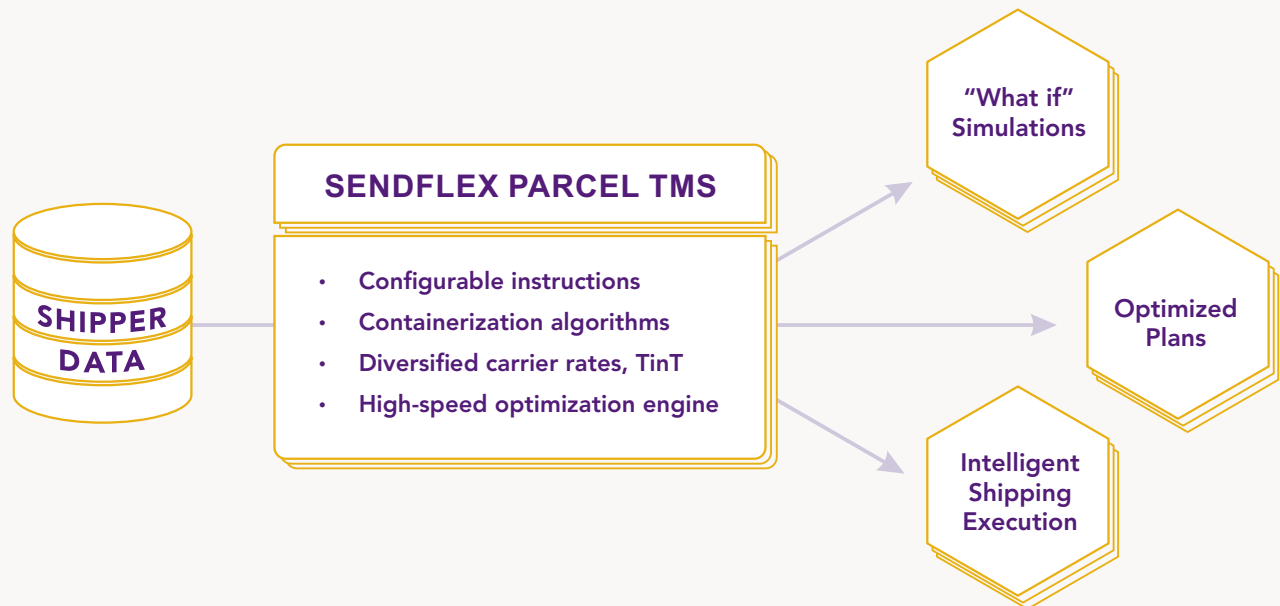 SHIPPER
DATA
SENDFLEX PARCEL TMS
• Configurable instructions
• Containerization algorithms
• Diversified carrier rates, TinT
• High-speed optimization engine
“What if”
Simulations
Optimized
Plans
Intelligent
Shipping
Execution